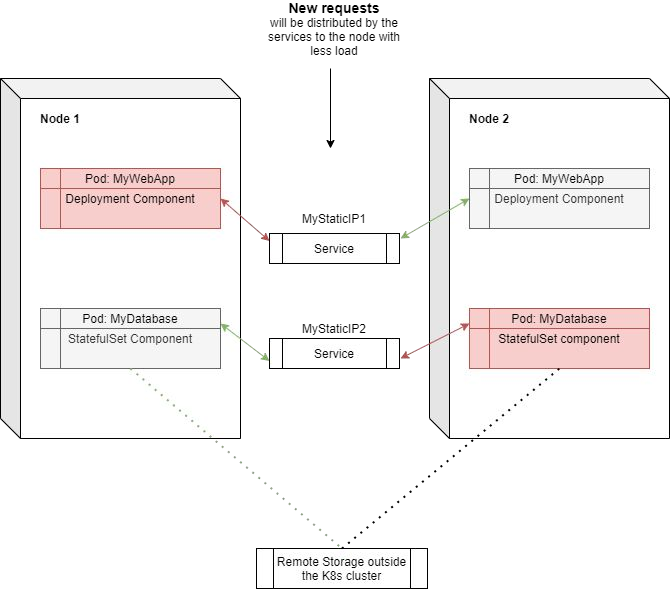 New requests
will be distributed by the
services to the node with
less load
Node 1
Node 2
Pod: MyWebApp
Deployment Component
Pod: MyWebApp
Deployment Component
MyStaticIP1
Service
Pod: MyDatabase
StatefulSet Component
Pod: MyDatabase
StatefulSet component
MyStaticIP2
Service
Remote Storage outside
the K8s cluster